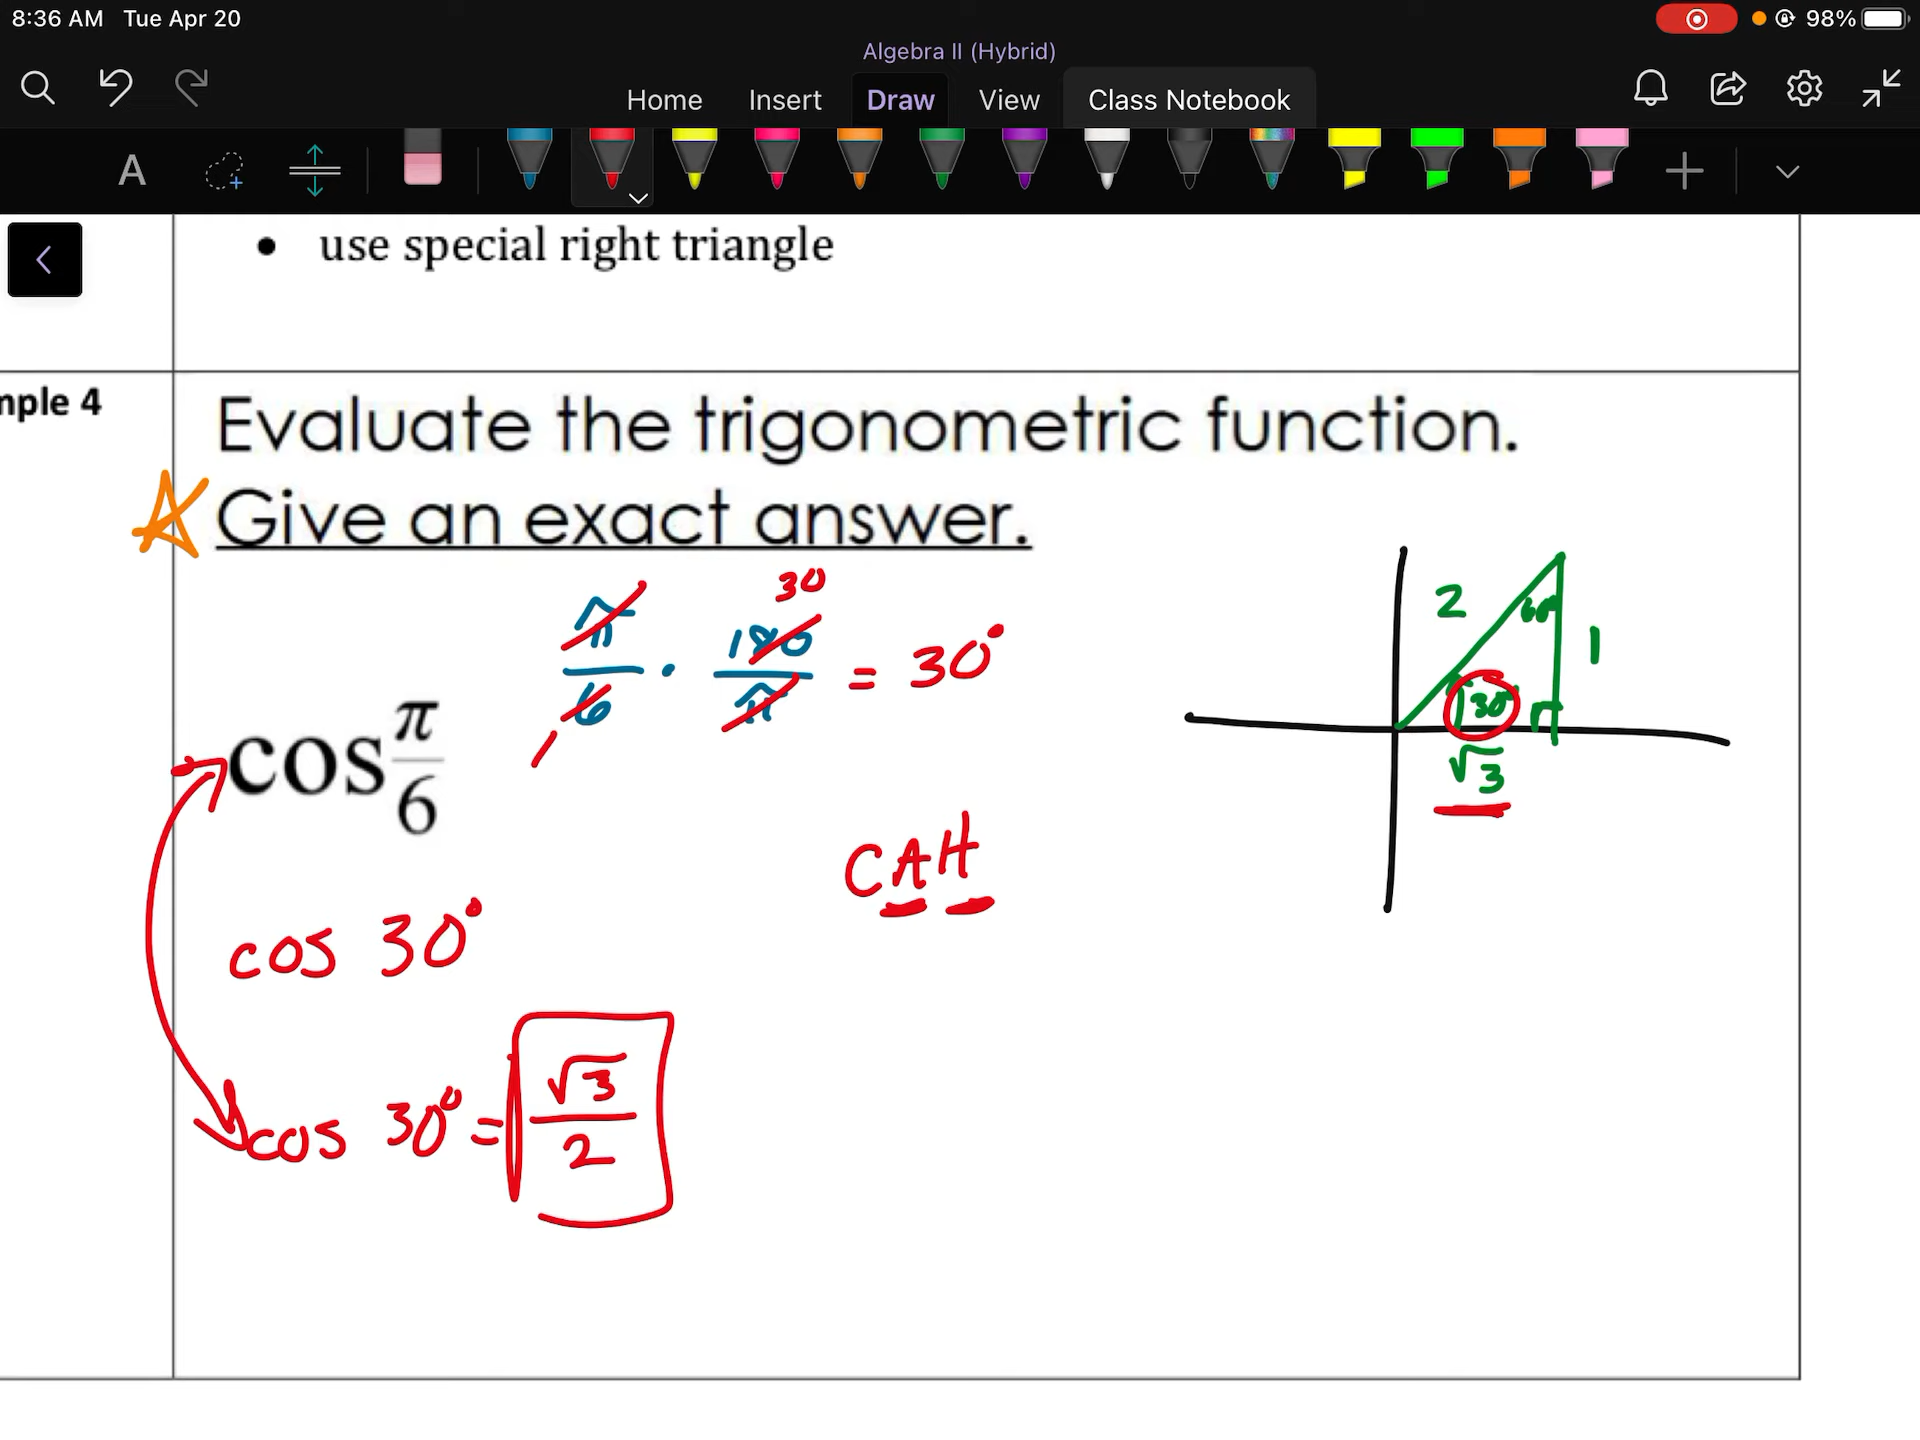 8:36 AM Tue Apr 20
98%
Algebra II (Hybrid)
Home Insert Draw View Class Notebook
A
• use special right triangle
mple 4
Evaluate the trigonometric function.
Give an exact answer.
π/6 · 180/π = 30°
30
1
cos π/6
2
60°
1
30°
√3
CAH
cos 30°
cos 30° = √3/2